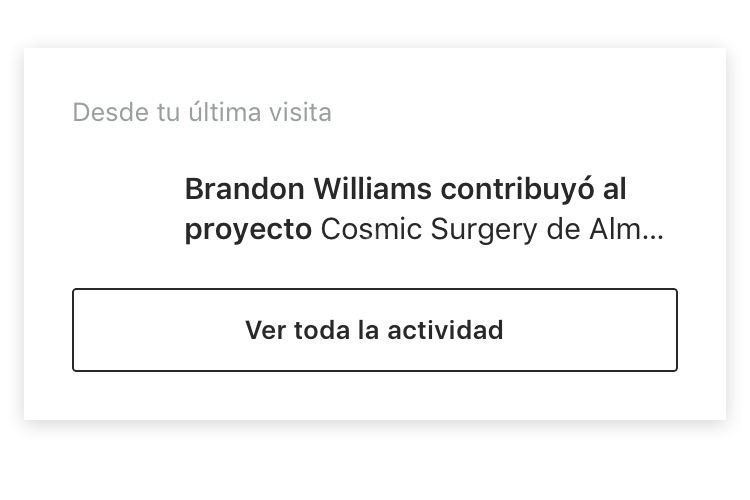 Desde tu última visita
Brandon Williams contribuyó al
proyecto Cosmic Surgery de Alm...
Ver toda la actividad